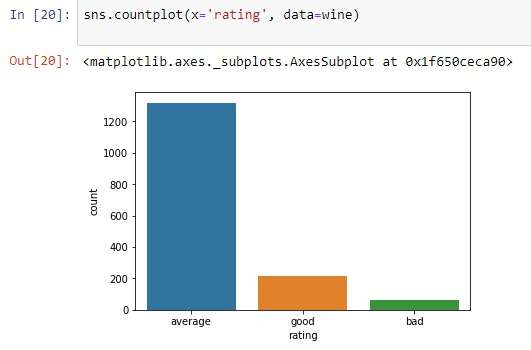 In [20]: sns.countplot(x='rating', data=wine)
Out[20]: <matplotlib.axes._subplots.AxesSubplot at 0x1f650ceca90>
1200
1000
800
600
400
200
0
count
average good bad
rating